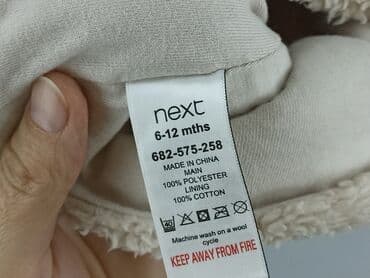 next
6-12 mths
682-575-258
MADE IN CHINA
MAIN
100% POLYESTER
LINING
100% COTTON
40
Machine wash on a wool
cycle
KEEP AWAY FROM FIRE